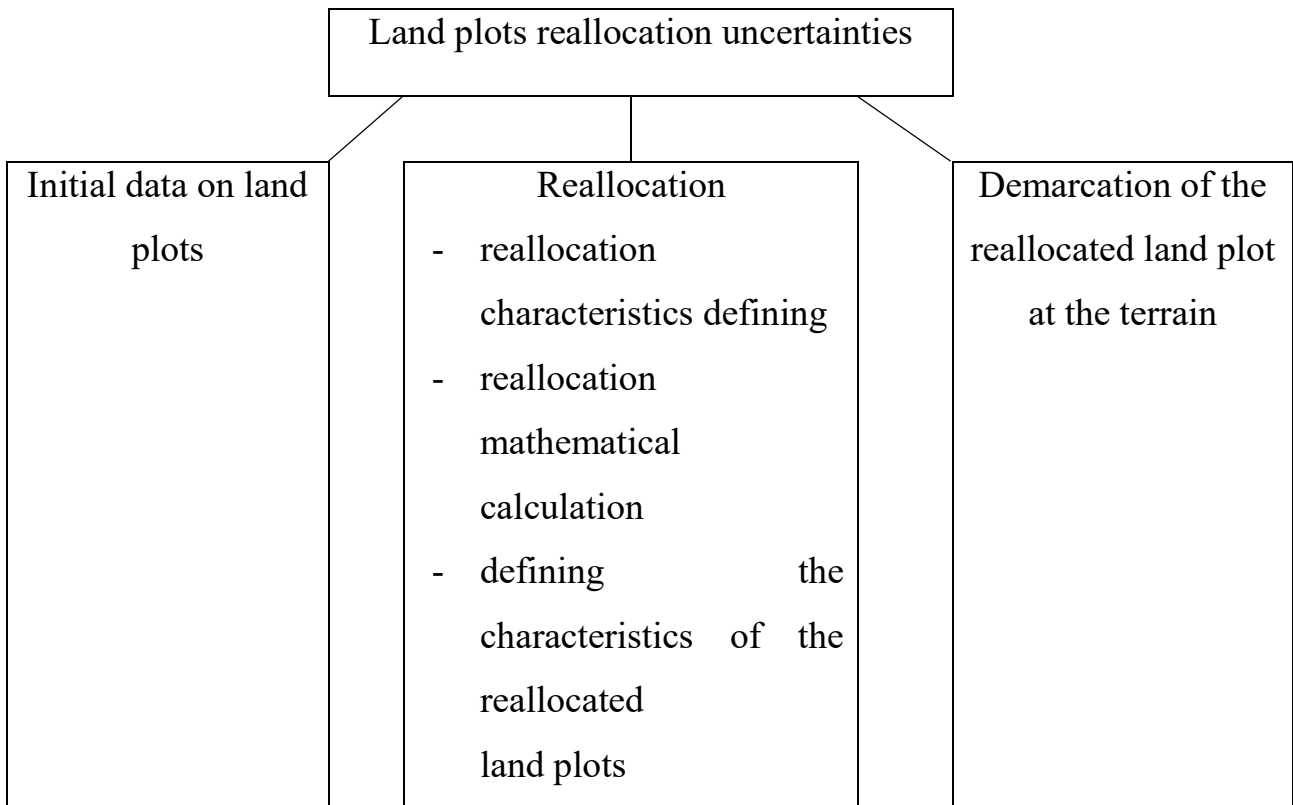 Land plots reallocation uncertainties
Initial data on land
plots
Reallocation
- reallocation
characteristics defining
- reallocation
mathematical
calculation
- defining the
characteristics of the
reallocated
land plots
Demarcation of the
reallocated land plot
at the terrain